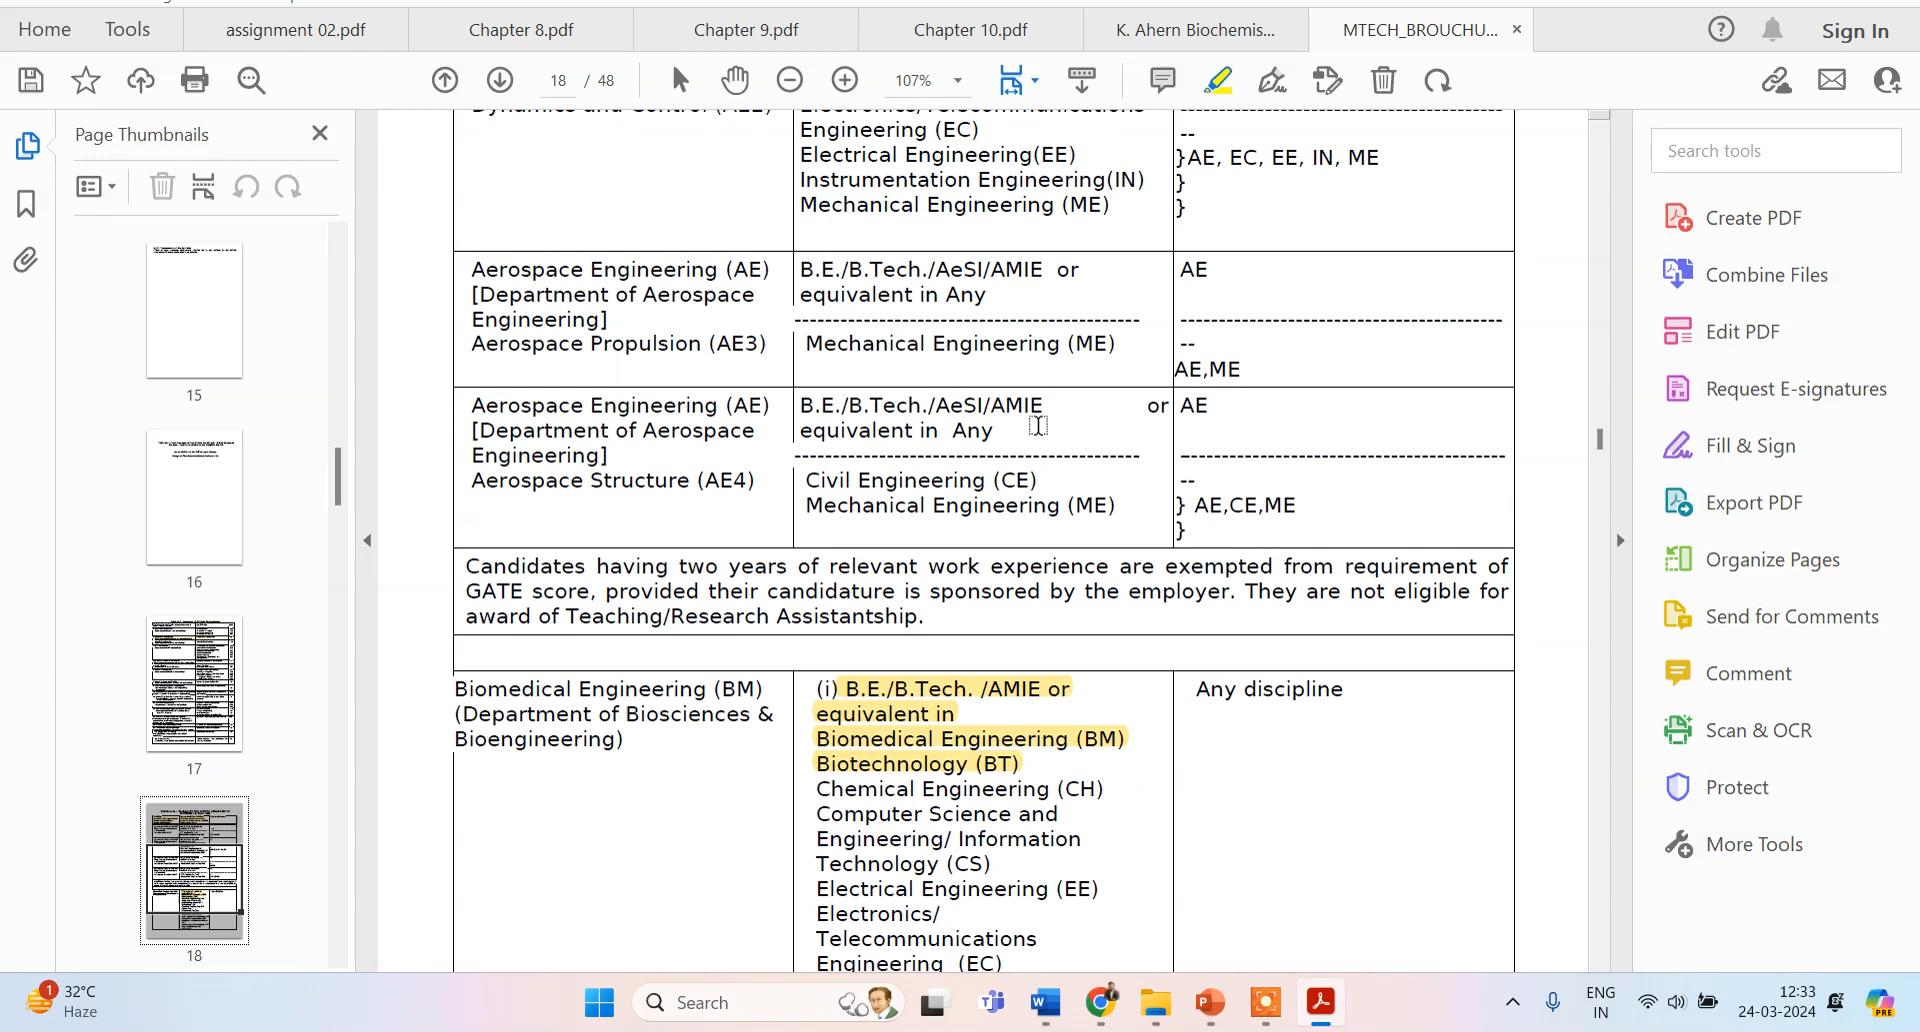 Home Tools assignment 02.pdf Chapter 8.pdf Chapter 9.pdf Chapter 10.pdf K. Ahern Biochemis... MTECH_BROUCHU... × Sign In
18 / 48 107%
Page Thumbnails
15
16
17
18
Engineering (EC)
Electrical Engineering(EE)
Instrumentation Engineering(IN)
Mechanical Engineering (ME)
--
}AE, EC, EE, IN, ME
}
}
Aerospace Engineering (AE)
[Department of Aerospace
Engineering]
Aerospace Propulsion (AE3)
B.E./B.Tech./AeSI/AMIE or
equivalent in Any
--------------------------------------------
Mechanical Engineering (ME)
AE
-----------------------------------------
--
AE,ME
Aerospace Engineering (AE)
[Department of Aerospace
Engineering]
Aerospace Structure (AE4)
B.E./B.Tech./AeSI/AMIE or
equivalent in Any
--------------------------------------------
Civil Engineering (CE)
Mechanical Engineering (ME)
AE
-----------------------------------------
--
} AE,CE,ME
}
Candidates having two years of relevant work experience are exempted from requirement of
GATE score, provided their candidature is sponsored by the employer. They are not eligible for
award of Teaching/Research Assistantship.
Biomedical Engineering (BM)
(Department of Biosciences &
Bioengineering)
(i) B.E./B.Tech. /AMIE or
equivalent in
Biomedical Engineering (BM)
Biotechnology (BT)
Chemical Engineering (CH)
Computer Science and
Engineering/ Information
Technology (CS)
Electrical Engineering (EE)
Electronics/
Telecommunications
Engineering (EC)
Any discipline
Search tools
Create PDF
Combine Files
Edit PDF
Request E-signatures
Export PDF
Fill & Sign
Organize Pages
Send for Comments
Comment
Scan & OCR
Protect
More Tools
1
32°C
Haze
Search
ENG
IN
12:33
24-03-2024
PRE